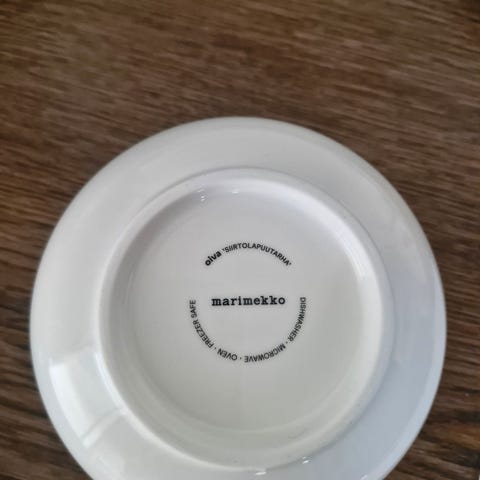 oiva 'SIIRTOLAPUUTARHA'
marimekko
DISHWASHER · MICROWAVE · OVEN · FREEZER SAFE